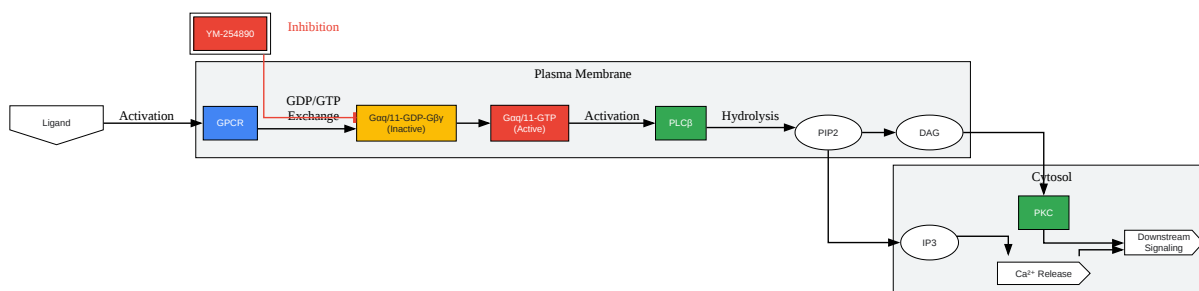 YM-254890
Inhibition
Plasma Membrane
Ligand
Activation
GPCR
GDP/GTP
Exchange
Gαq/11-GDP-Gβγ
(Inactive)
Gαq/11-GTP
(Active)
Activation
PLCβ
Hydrolysis
PIP2
DAG
Cytosol
PKC
IP3
Ca²⁺ Release
Downstream
Signaling